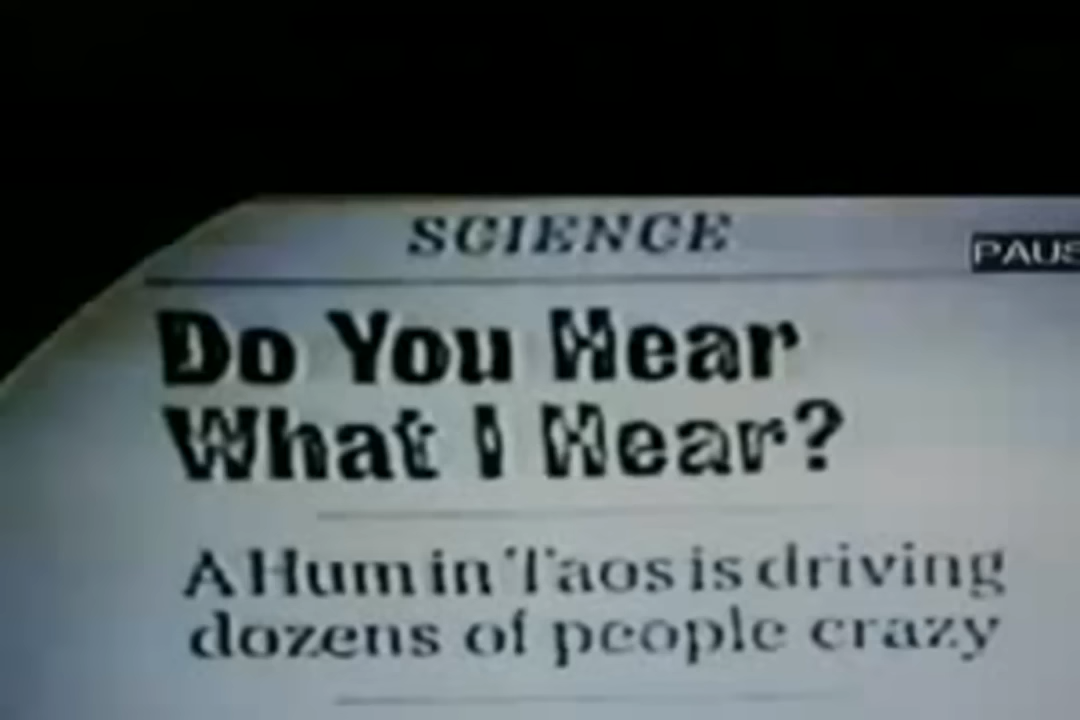 SCIENCE
PAUS
Do You Hear
What I Hear?
A Hum in Taos is driving
dozens of people crazy